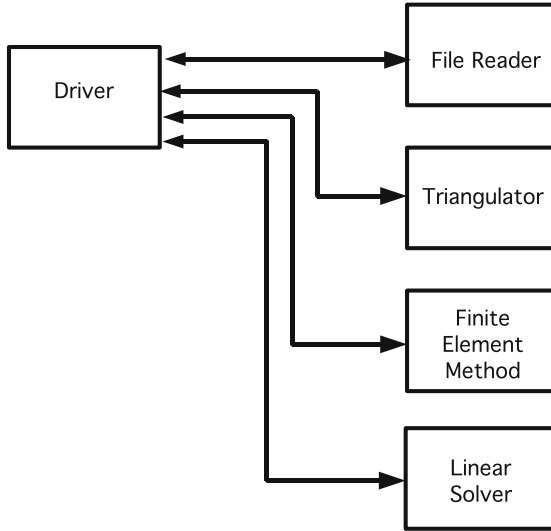 Driver
File Reader
Triangulator
Finite
Element
Method
Linear
Solver